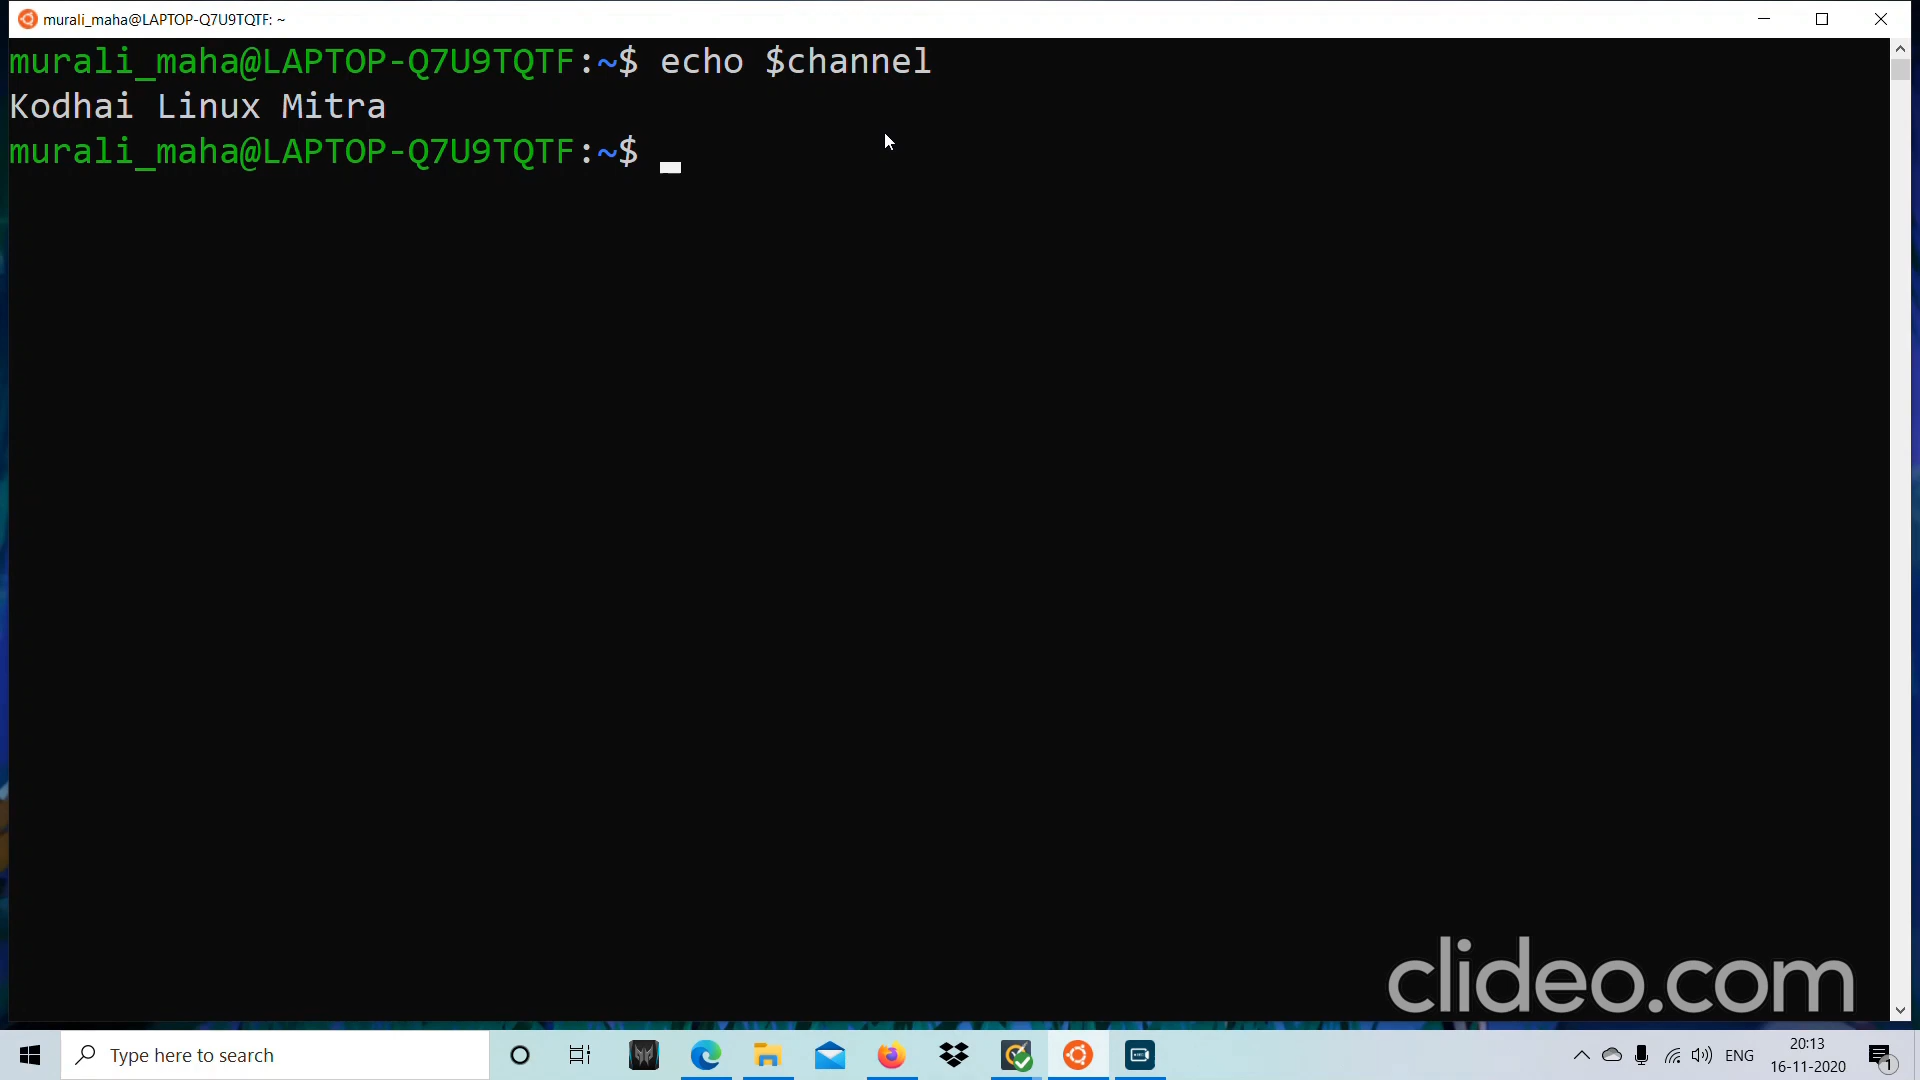 murali_maha@LAPTOP-Q7U9TQTF: ~
murali_maha@LAPTOP-Q7U9TQTF:~$ echo $channel
Kodhai Linux Mitra
murali_maha@LAPTOP-Q7U9TQTF:~$
clideo.com
Type here to search
ENG
20:13
16-11-2020
1